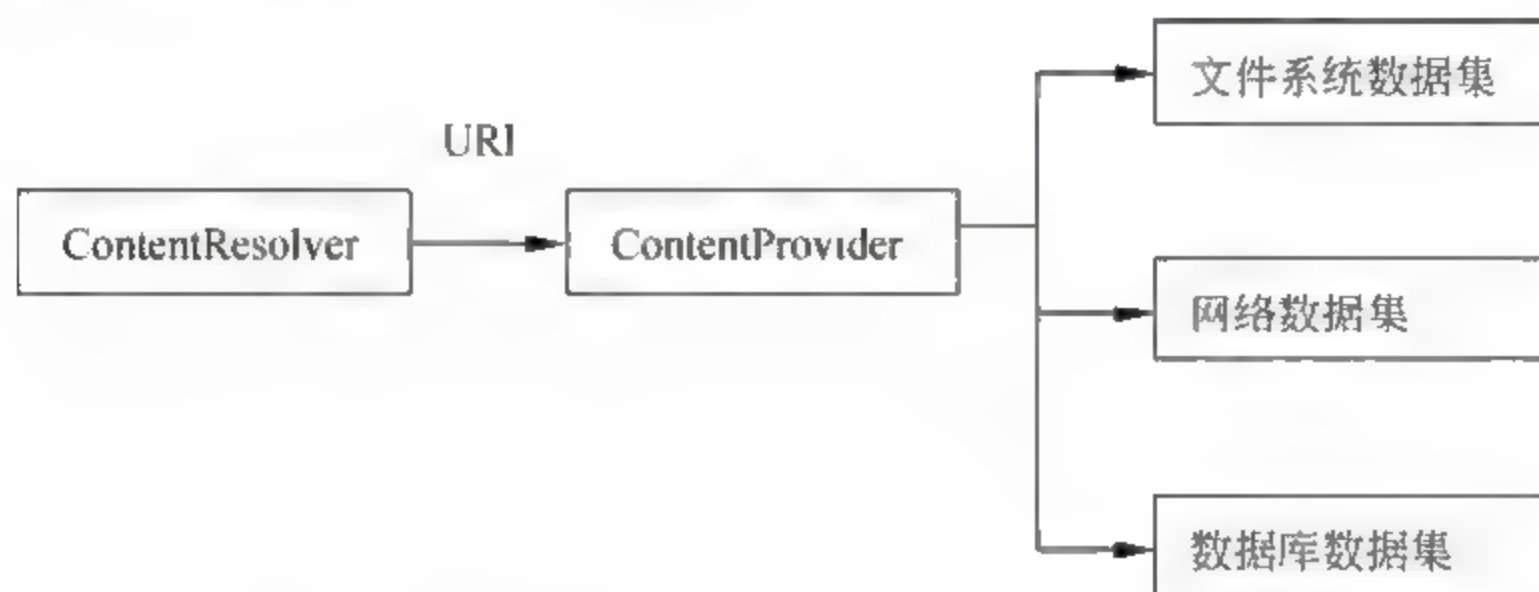 URI
ContentResolver
ContentProvider
文件系统数据集
网络数据集
数据库数据集